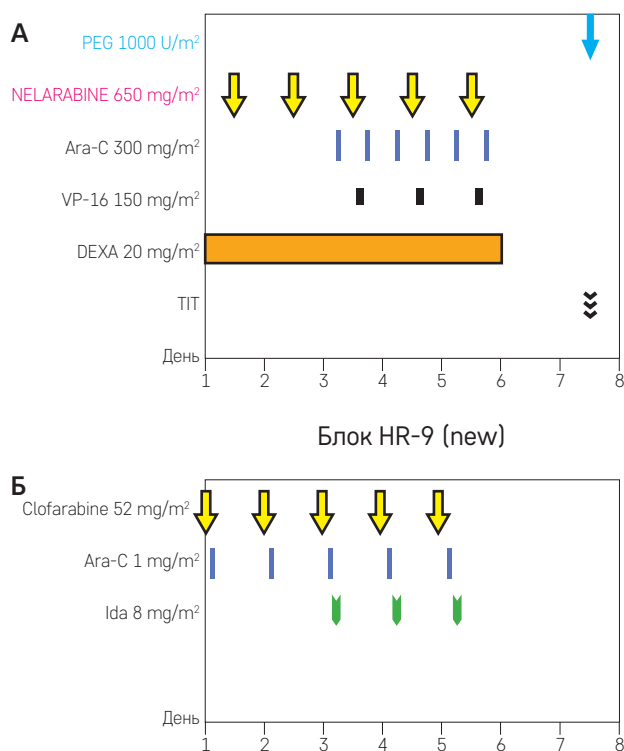 А
PEG 1000 U/m²
NELARABINE 650 mg/m²
Ara-C 300 mg/m²
VP-16 150 mg/m²
DEXA 20 mg/m²
TIT
День
1 2 3 4 5 6 7 8
Блок HR-9 (new)
Б
Clofarabine 52 mg/m²
Ara-C 1 mg/m²
Ida 8 mg/m²
День
1 2 3 4 5 6 7 8